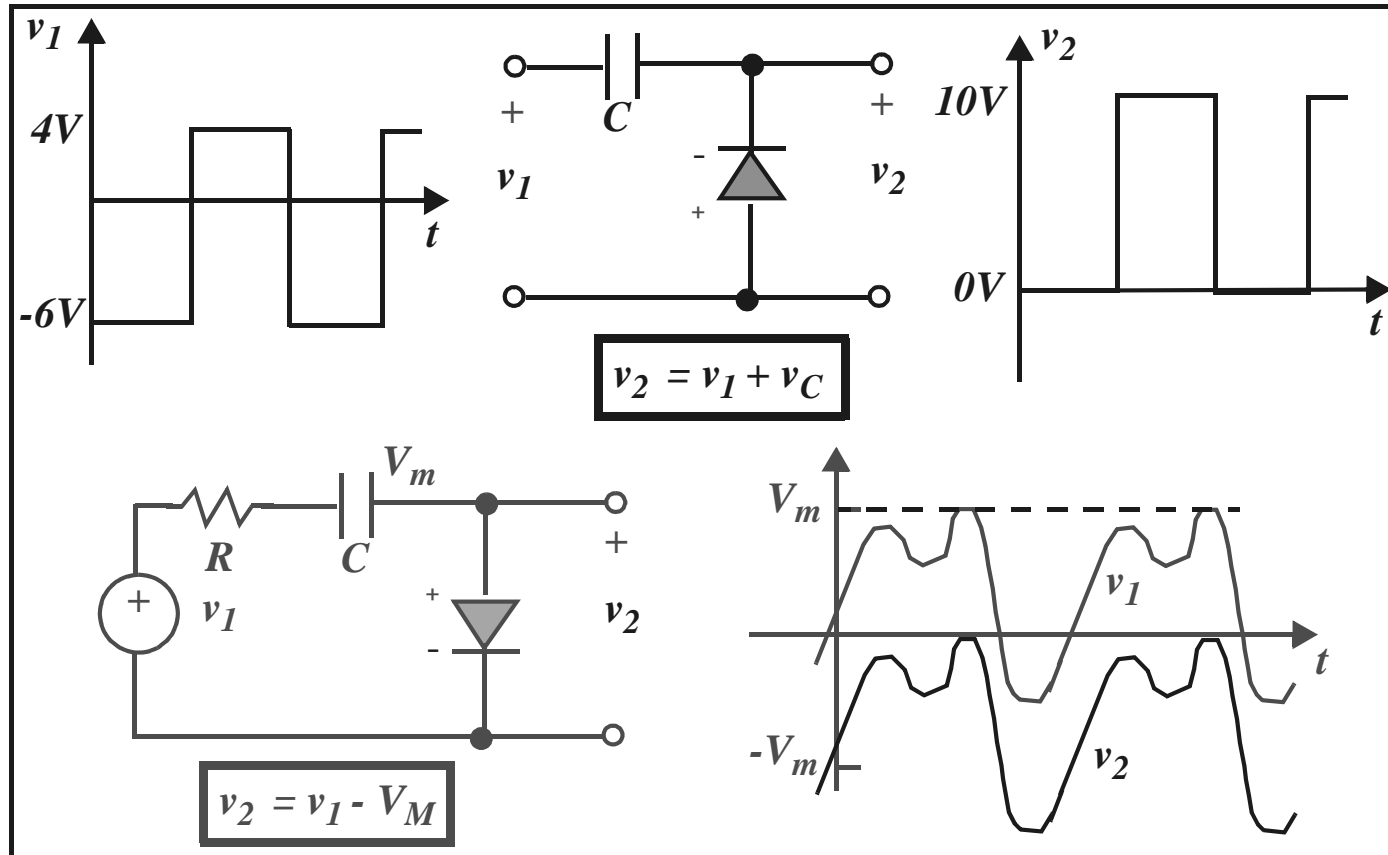 v1
4V
-6V
t
+
v1
C
-
+
+
v2
v2
10V
0V
t
v2 = v1 + vC
Vm
R
C
+
v1
+
-
+
v2
v2 = v1 - VM
Vm
v1
t
-Vm
v2